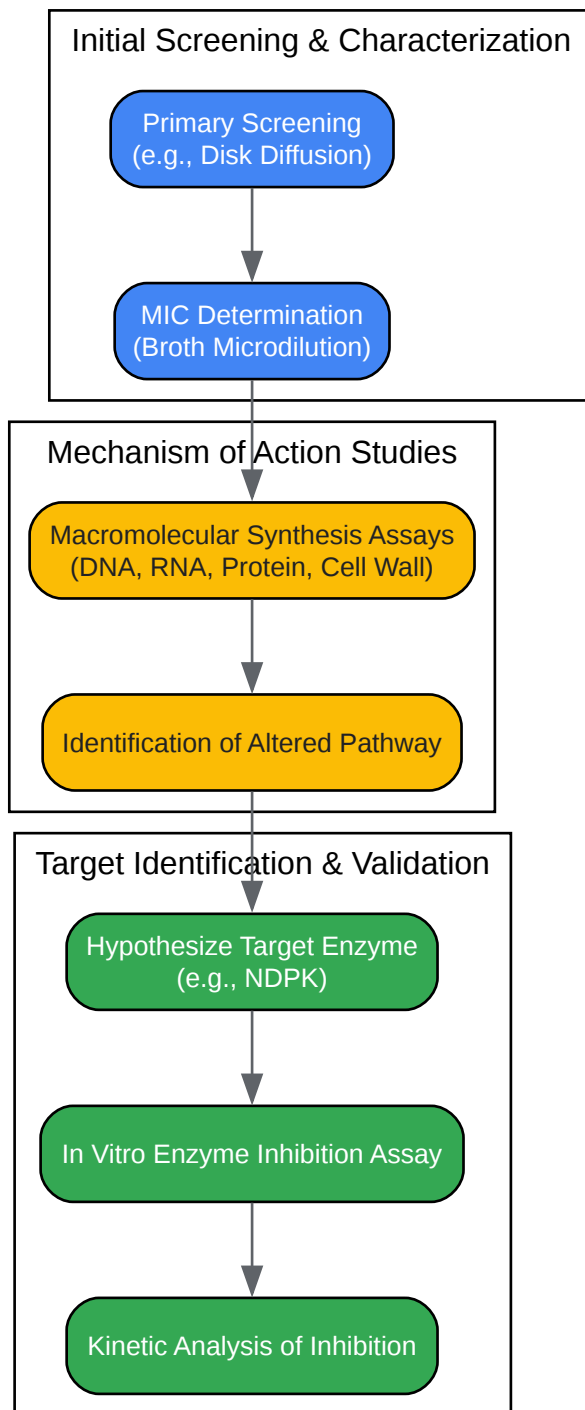 Initial Screening & Characterization
Primary Screening
(e.g., Disk Diffusion)
MIC Determination
(Broth Microdilution)
Mechanism of Action Studies
Macromolecular Synthesis Assays
(DNA, RNA, Protein, Cell Wall)
Identification of Altered Pathway
Target Identification & Validation
Hypothesize Target Enzyme
(e.g., NDPK)
In Vitro Enzyme Inhibition Assay
Kinetic Analysis of Inhibition